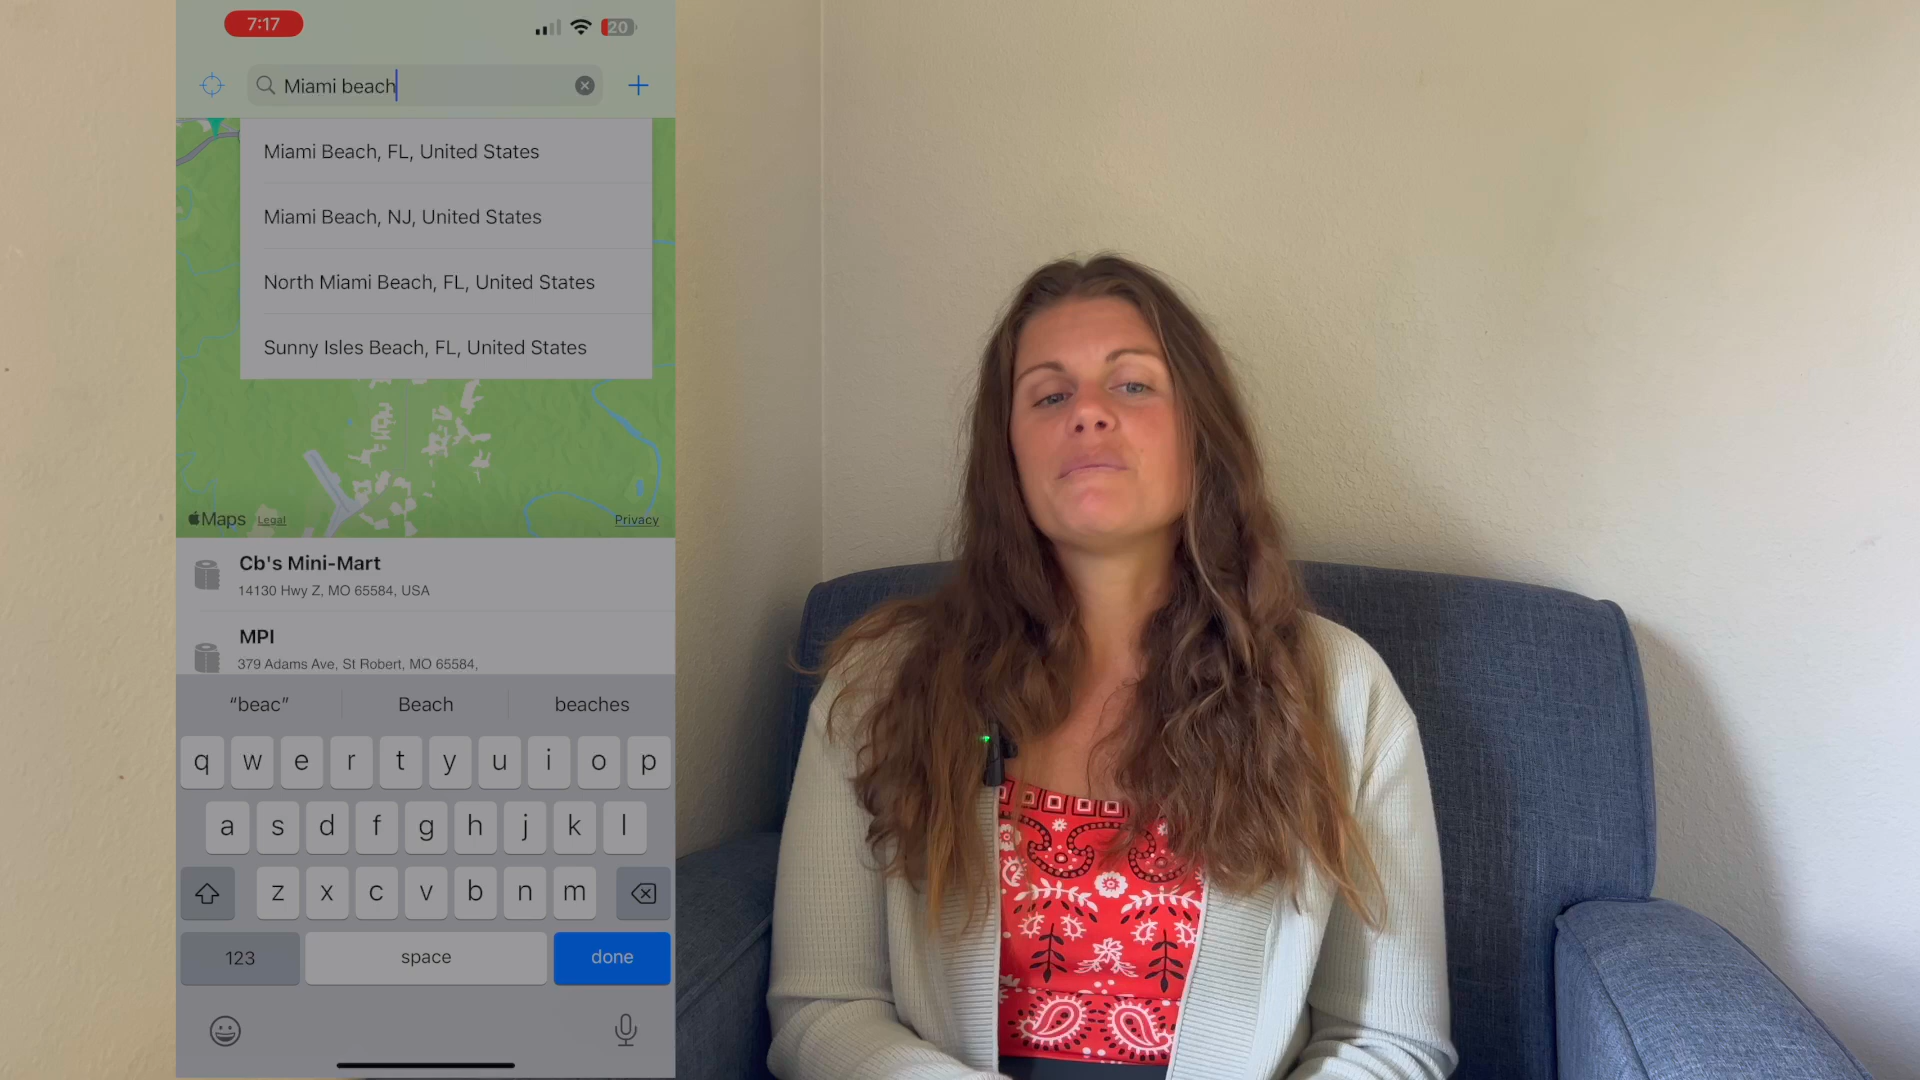 7:17
20
Miami beach
Miami Beach, FL, United States
Miami Beach, NJ, United States
North Miami Beach, FL, United States
Sunny Isles Beach, FL, United States
Maps Legal Privacy
Cb's Mini-Mart
14130 Hwy Z, MO 65584, USA
MPI
379 Adams Ave, St Robert, MO 65584,
“beac” Beach beaches
q w e r t y u i o p
a s d f g h j k l
z x c v b n m
123 space done